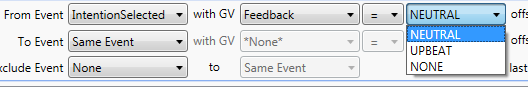 From Event IntentionSelected with GV Feedback = NEUTRAL offs
To Event Same Event with GV *None* = NEUTRAL offs
UPBEAT
xclude Event None to Same Event NONE last